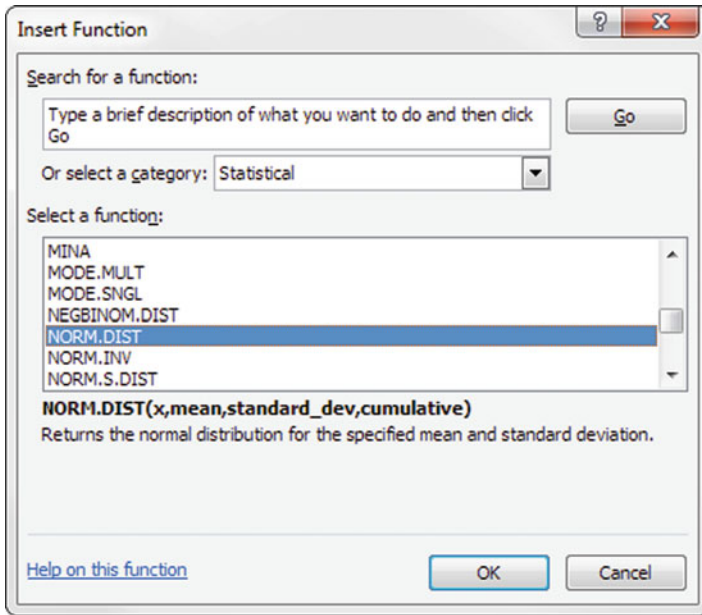 Insert Function
Search for a function:
Type a brief description of what you want to do and then click
Go
Go
Or select a category: Statistical
Select a function:
MINA
MODE.MULT
MODE.SNGL
NEGBINOM.DIST
NORM.DIST
NORM.INV
NORM.S.DIST
NORM.DIST(x,mean,standard_dev,cumulative)
Returns the normal distribution for the specified mean and standard deviation.
Help on this function
OK
Cancel